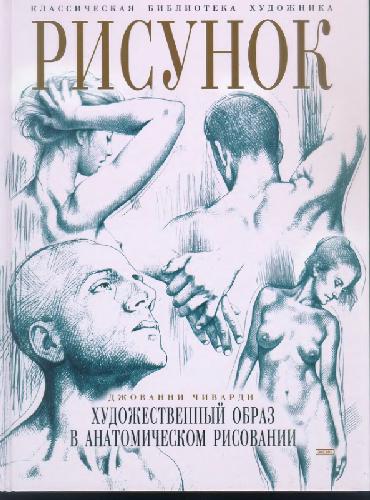 КЛАССИЧЕСКАЯ БИБЛИОТЕКА ХУДОЖНИКА
РИСУНОК
ДЖОВАННИ ЧИВАРДИ
ХУДОЖЕСТВЕННЫЙ ОБРАЗ
В АНАТОМИЧЕСКОМ РИСОВАНИИ